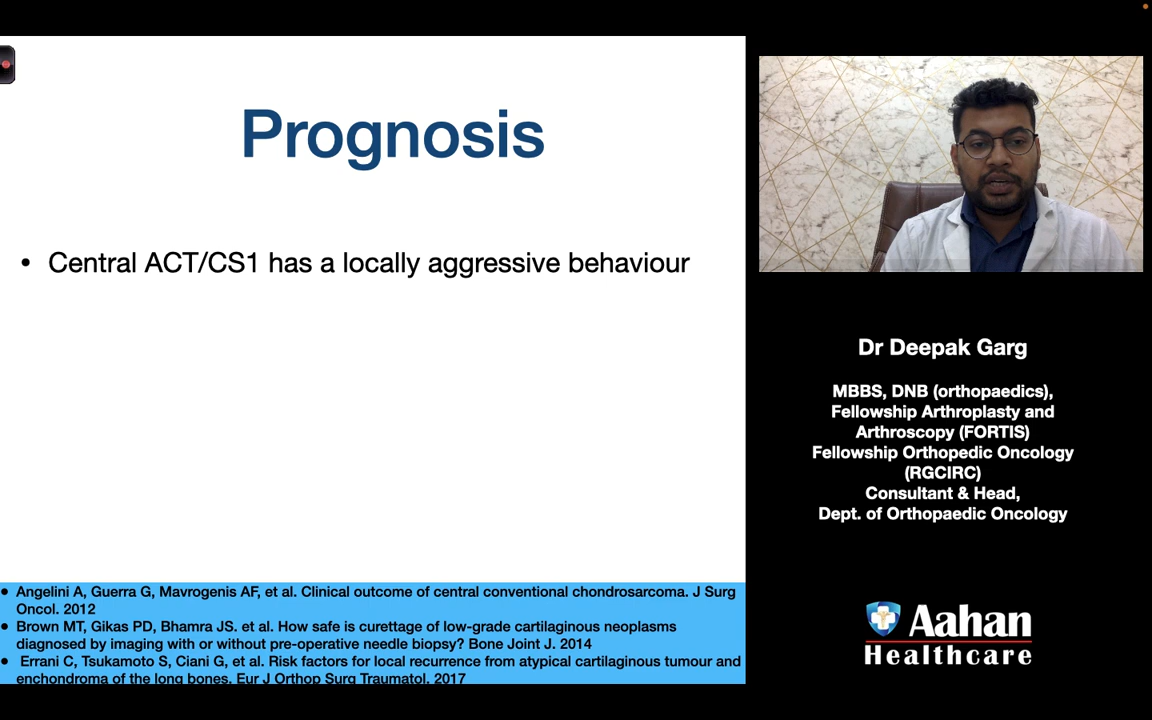 Prognosis
• Central ACT/CS1 has a locally aggressive behaviour
• Angelini A, Guerra G, Mavrogenis AF, et al. Clinical outcome of central conventional chondrosarcoma. J Surg
Oncol. 2012
• Brown MT, Gikas PD, Bhamra JS. et al. How safe is curettage of low-grade cartilaginous neoplasms
diagnosed by imaging with or without pre-operative needle biopsy? Bone Joint J. 2014
• Errani C, Tsukamoto S, Ciani G, et al. Risk factors for local recurrence from atypical cartilaginous tumour and
enchondroma of the long bones. Eur J Orthop Surg Traumatol. 2017
Dr Deepak Garg
MBBS, DNB (orthopaedics),
Fellowship Arthroplasty and
Arthroscopy (FORTIS)
Fellowship Orthopedic Oncology
(RGCIRC)
Consultant & Head,
Dept. of Orthopaedic Oncology
Aahan
Healthcare